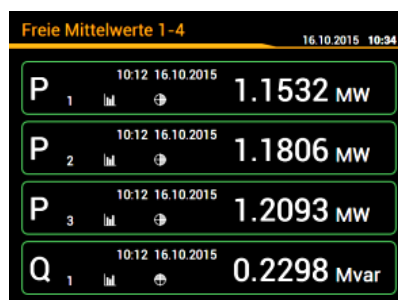 Freie Mittelwerte 1-4
16.10.2015 10:34
10:12 16.10.2015
P 1 1.1532 MW
10:12 16.10.2015
P 2 1.1806 MW
10:12 16.10.2015
P 3 1.2093 MW
10:12 16.10.2015
Q 1 0.2298 Mvar